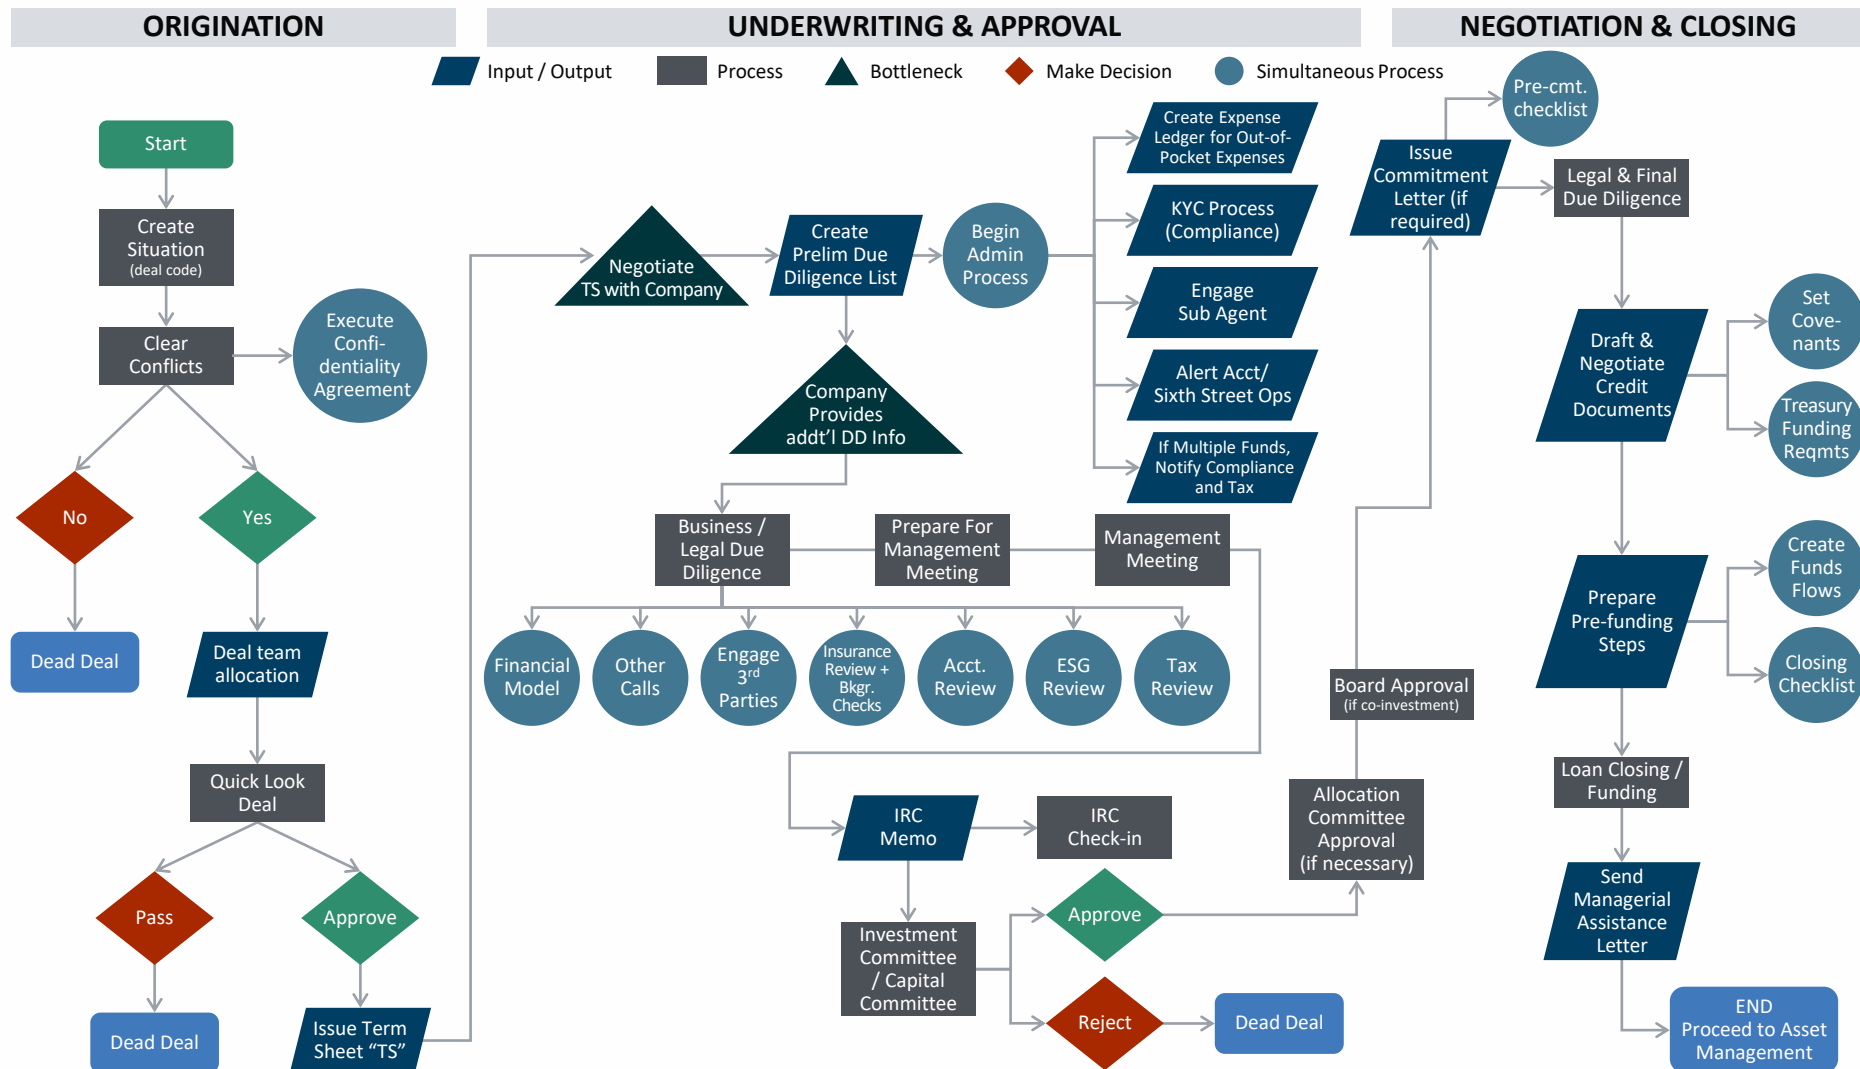 ORIGINATION
UNDERWRITING & APPROVAL
NEGOTIATION & CLOSING
Input / Output
Process
Bottleneck
Make Decision
Simultaneous Process
Start
Create
Situation
(deal code)
Clear
Conflicts
Execute
Confi-
dentiality
Agreement
No
Yes
Dead Deal
Deal team
allocation
Quick Look
Deal
Pass
Approve
Dead Deal
Issue Term
Sheet “TS”
Negotiate
TS with Company
Create
Prelim Due
Diligence List
Begin
Admin
Process
Create Expense
Ledger for Out-of-
Pocket Expenses
KYC Process
(Compliance)
Engage
Sub Agent
Alert Acct/
Sixth Street Ops
If Multiple Funds,
Notify Compliance
and Tax
Company
Provides
addt’l DD Info
Business /
Legal Due
Diligence
Prepare For
Management
Meeting
Management
Meeting
Financial
Model
Other
Calls
Engage
3rd
Parties
Insurance
Review +
Bkgr.
Checks
Acct.
Review
ESG
Review
Tax
Review
IRC
Memo
IRC
Check-in
Investment
Committee
/ Capital
Committee
Approve
Reject
Dead Deal
Allocation
Committee
Approval
(if necessary)
Board Approval
(if co-investment)
Issue
Commitment
Letter (if
required)
Pre-cmt.
checklist
Legal & Final
Due Diligence
Draft &
Negotiate
Credit
Documents
Set
Cove-
nants
Treasury
Funding
Reqmts
Prepare
Pre-funding
Steps
Create
Funds
Flows
Closing
Checklist
Loan Closing /
Funding
Send
Managerial
Assistance
Letter
END
Proceed to Asset
Management